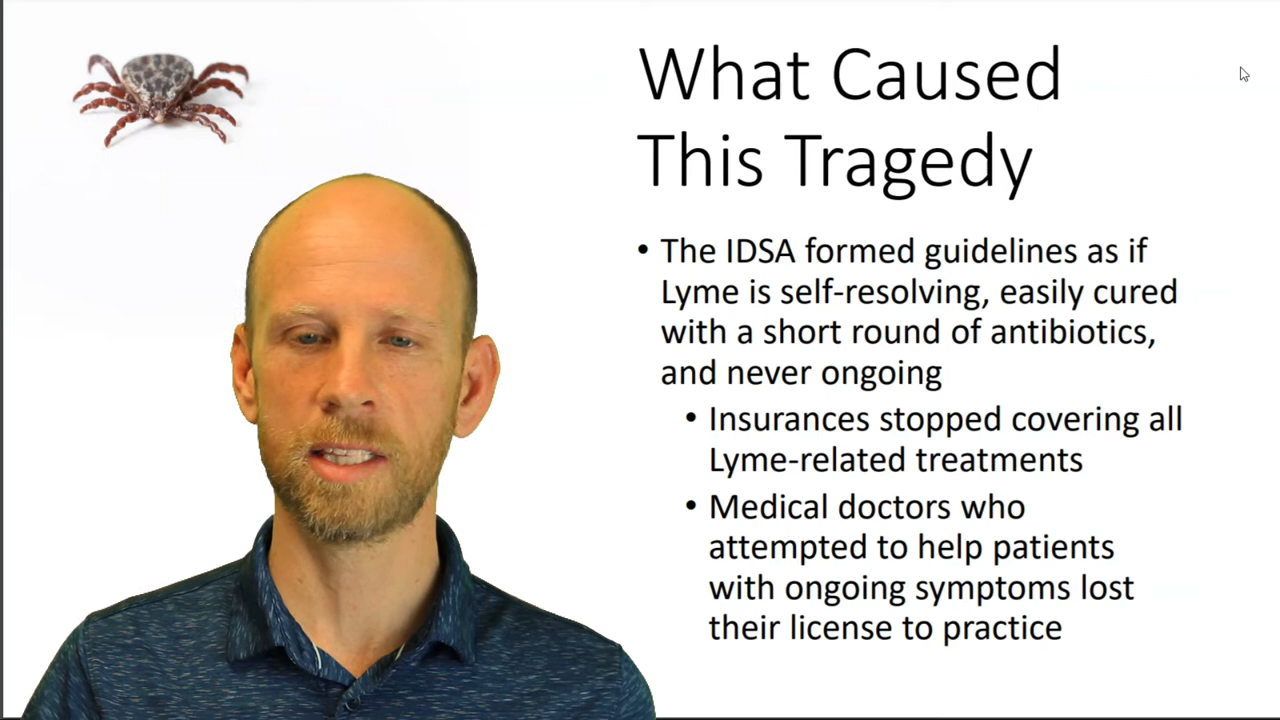 What Caused
This Tragedy
• The IDSA formed guidelines as if
Lyme is self-resolving, easily cured
with a short round of antibiotics,
and never ongoing
• Insurances stopped covering all
Lyme-related treatments
• Medical doctors who
attempted to help patients
with ongoing symptoms lost
their license to practice